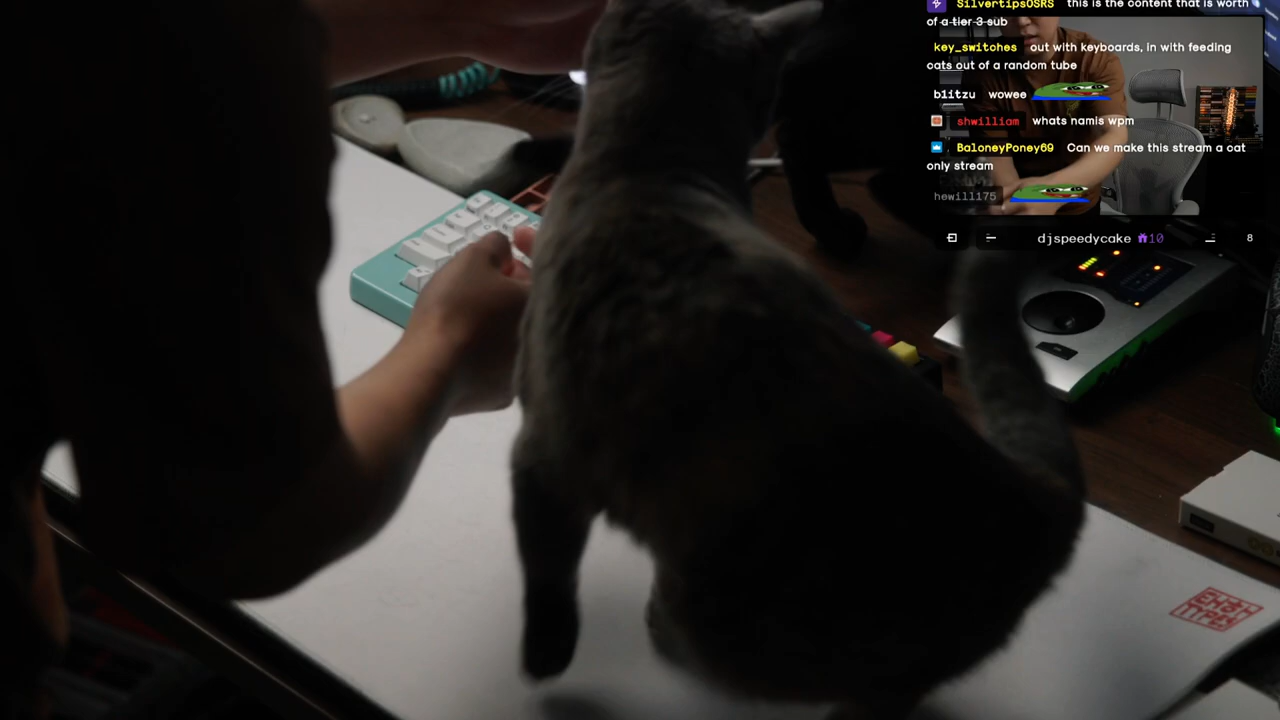 SilvertipsOSRS this is the content that is worth
of a tier 3 sub
key_switches out with keyboards, in with feeding
cats out of a random tube
b1itzu wowee
shwilliam whats namis wpm
BaloneyPoney69 Can we make this stream a cat
only stream
hewill175
djspeedycake 10 8